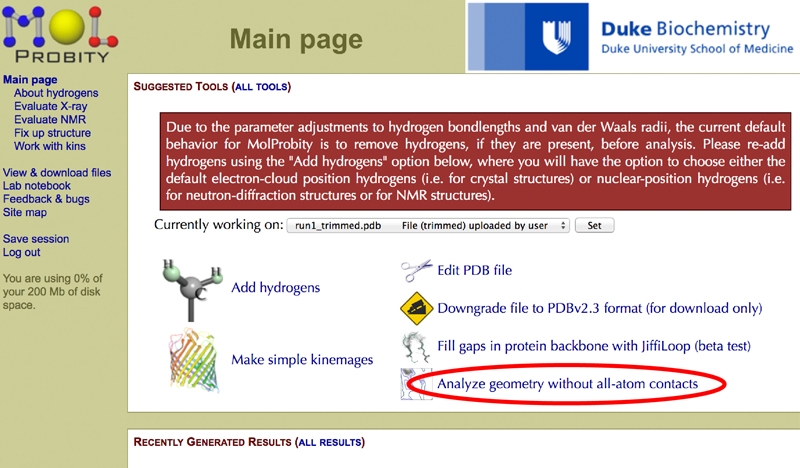 MOL
PROBITY
Main page
Duke Biochemistry
Duke University School of Medicine
Main page
About hydrogens
Evaluate X-ray
Evaluate NMR
Fix up structure
Work with kins
View & download files
Lab notebook
Feedback & bugs
Site map
Save session
Log out
You are using 0% of
your 200 Mb of disk
space.
SUGGESTED TOOLS (ALL TOOLS)
Due to the parameter adjustments to hydrogen bondlengths and van der Waals radii, the current default
behavior for MolProbity is to remove hydrogens, if they are present, before analysis. Please re-add
hydrogens using the "Add hydrogens" option below, where you will have the option to choose either the
default electron-cloud position hydrogens (i.e. for crystal structures) or nuclear-position hydrogens (i.e.
for neutron-diffraction structures or for NMR structures).
Currently working on: run1_trimmed.pdb File (trimmed) uploaded by user Set
H H
C
Add hydrogens
Make simple kinemages
Edit PDB file
Downgrade file to PDBv2.3 format (for download only)
Fill gaps in protein backbone with JiffiLoop (beta test)
Analyze geometry without all-atom contacts
RECENTLY GENERATED RESULTS (ALL RESULTS)